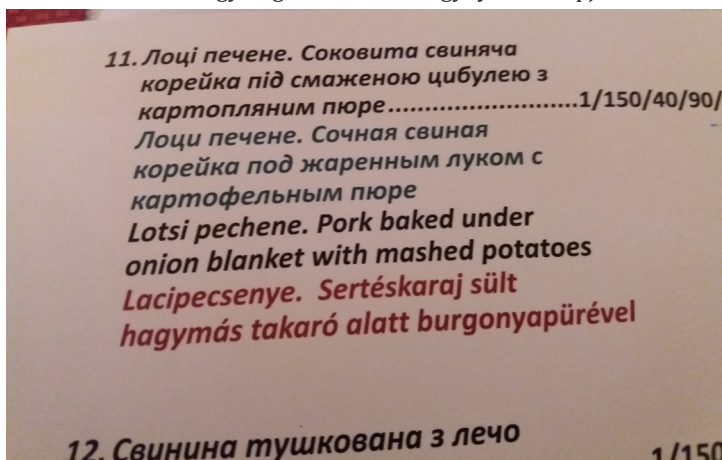 11. Лоці печене. Соковита свиняча
корейка під смаженою цибулею з
картопляним пюре..........................1/150/40/90/
Лоци печене. Сочная свиная
корейка под жаренным луком с
картофельным пюре
Lotsi pechene. Pork baked under
onion blanket with mashed potatoes
Lacipecsenye. Sertéskaraj sült
hagymás takaró alatt burgonyapürével
12. Свинина тушкована з лечо
1/150